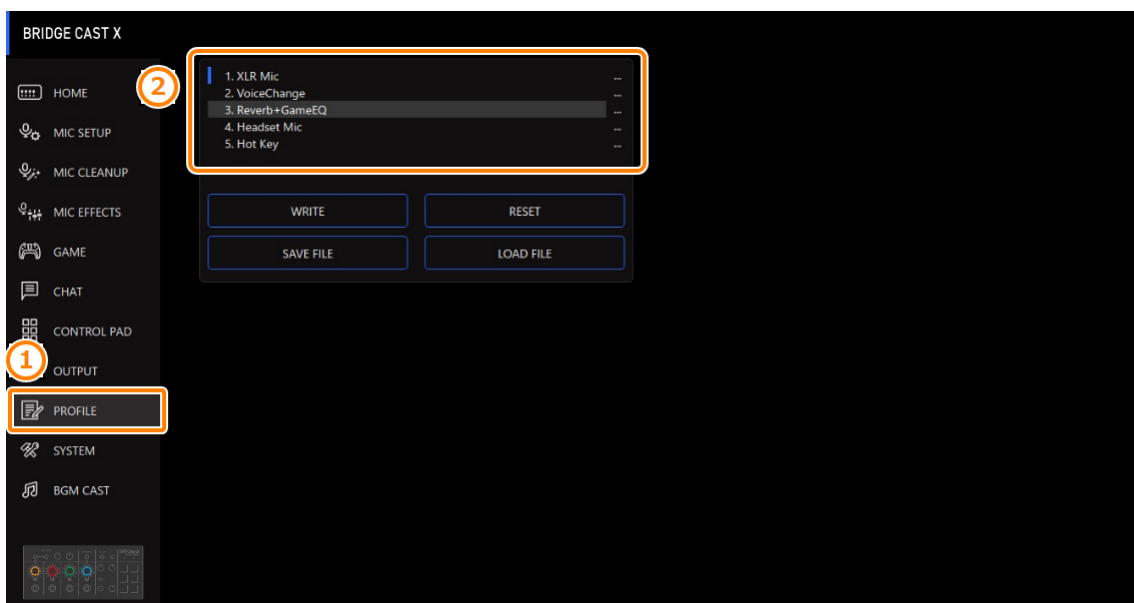 BRIDGE CAST X
HOME
MIC SETUP
MIC CLEANUP
MIC EFFECTS
GAME
CHAT
CONTROL PAD
1
OUTPUT
PROFILE
SYSTEM
BGM CAST
2
1. XLR Mic ...
2. VoiceChange ...
3. Reverb+GameEQ ...
4. Headset Mic ...
5. Hot Key ...
WRITE RESET
SAVE FILE LOAD FILE